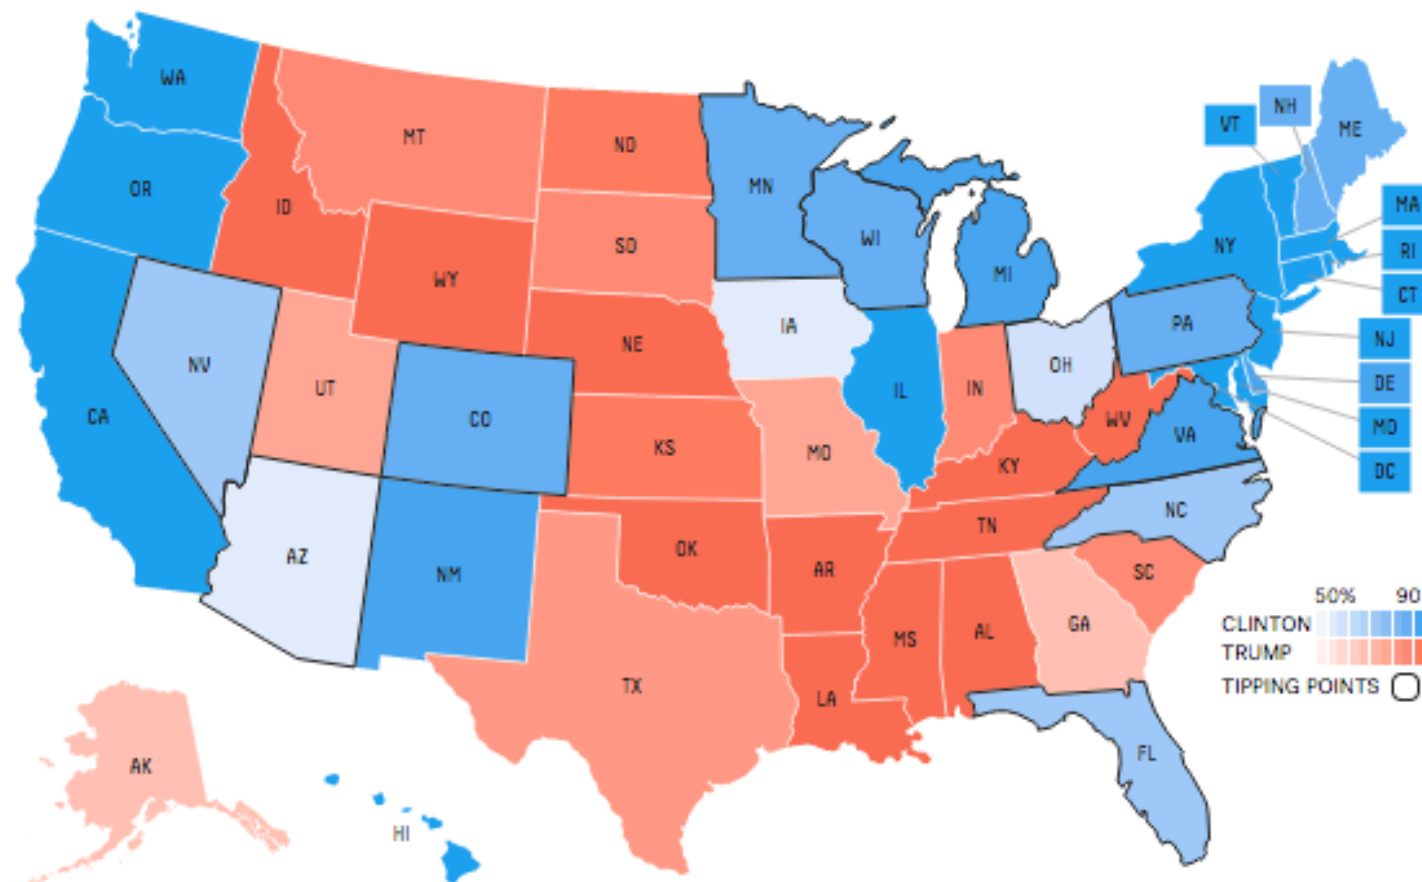 WA
MT
ND
OR
ID
SD
WY
MN
WI
MI
VT
NH
ME
NY
MA
RI
CT
NJ
DE
MD
DC
PA
NV
UT
CO
NE
IA
IL
IN
OH
CA
KS
MO
KY
WV
VA
AZ
NM
OK
AR
TN
NC
TX
LA
MS
AL
GA
SC
FL
AK
HI
50% 90
CLINTON
TRUMP
TIPPING POINTS